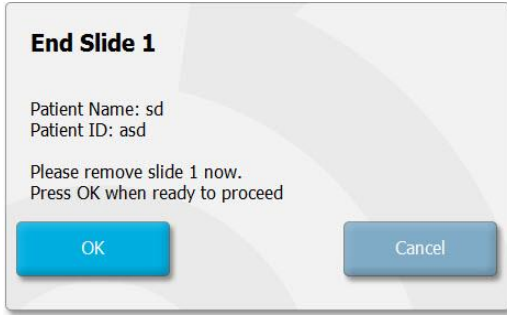 End Slide 1
Patient Name: sd
Patient ID: asd
Please remove slide 1 now.
Press OK when ready to proceed
OK
Cancel